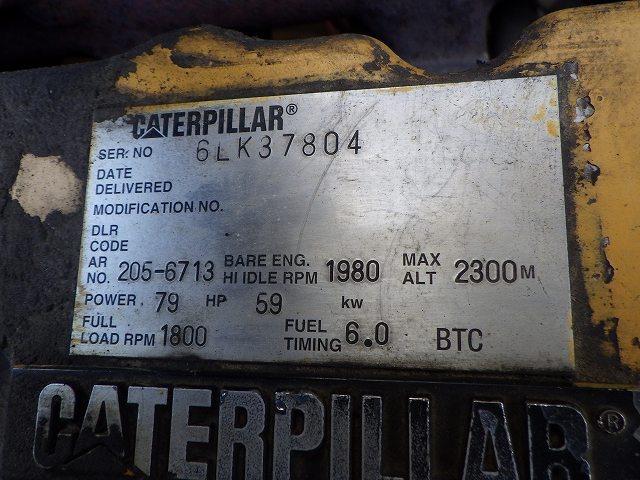 CATERPILLAR®
SER. NO 6LK37804
DATE
DELIVERED
MODIFICATION NO.
DLR
CODE
AR
NO. 205-6713 BARE ENG.
HI IDLE RPM 1980 MAX
ALT 2300M
POWER 79 HP 59 kw
FULL
LOAD RPM 1800 FUEL
TIMING 6.0 BTC
CATERPILLAR®